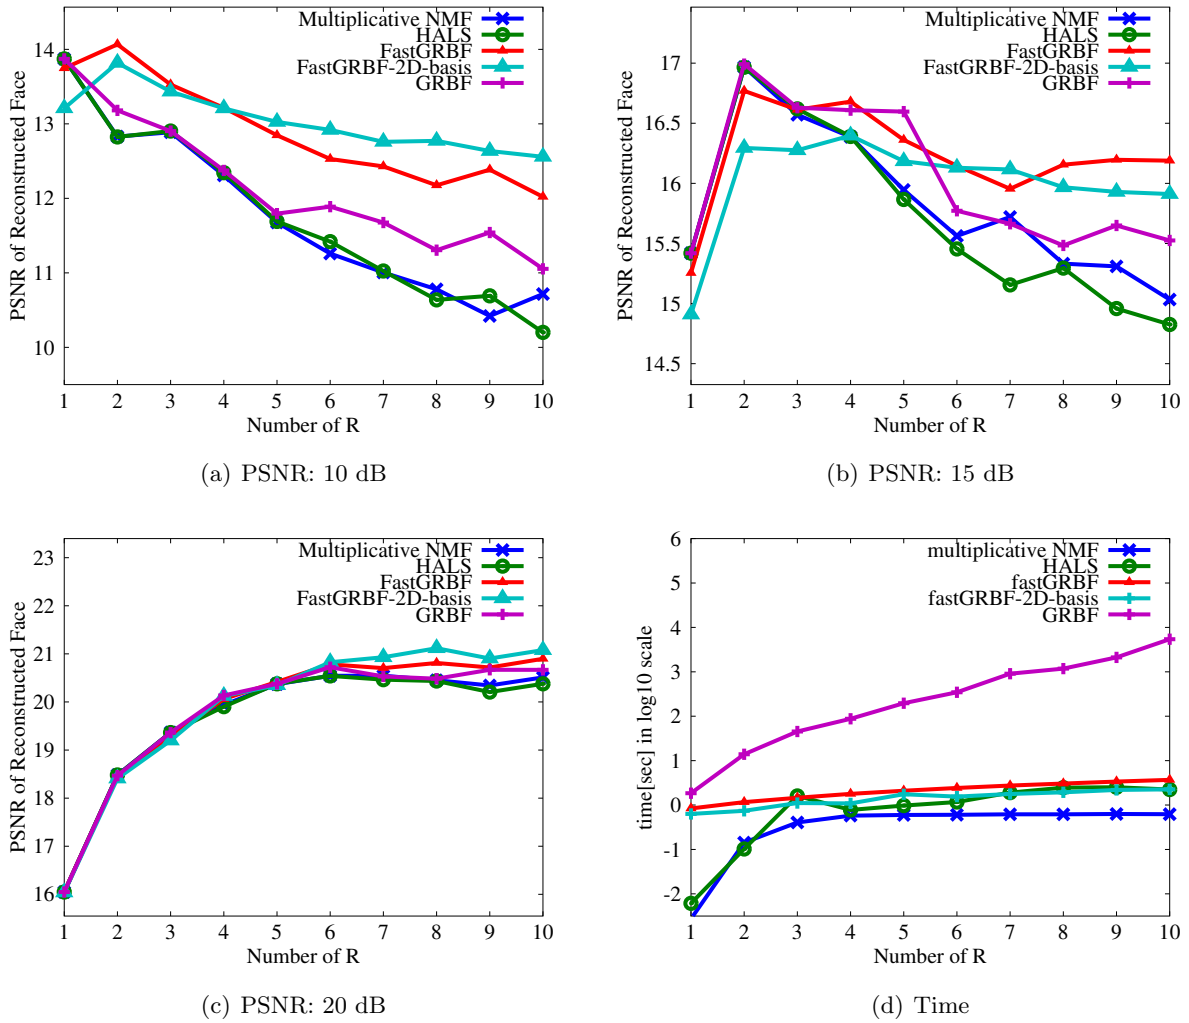 Multiplicative NMF
HALS
FastGRBF
FastGRBF-2D-basis
GRBF
14
13
12
11
10
PSNR of Reconstructed Face
1 2 3 4 5 6 7 8 9 10
Number of R
(a) PSNR: 10 dB
Multiplicative NMF
HALS
FastGRBF
FastGRBF-2D-basis
GRBF
17
16.5
16
15.5
15
14.5
PSNR of Reconstructed Face
1 2 3 4 5 6 7 8 9 10
Number of R
(b) PSNR: 15 dB
Multiplicative NMF
HALS
FastGRBF
FastGRBF-2D-basis
GRBF
23
22
21
20
19
18
17
16
PSNR of Reconstructed Face
1 2 3 4 5 6 7 8 9 10
Number of R
(c) PSNR: 20 dB
multiplicative NMF
HALS
fastGRBF
fastGRBF-2D-basis
GRBF
6
5
4
3
2
1
0
-1
-2
time[sec] in log10 scale
1 2 3 4 5 6 7 8 9 10
Number of R
(d) Time